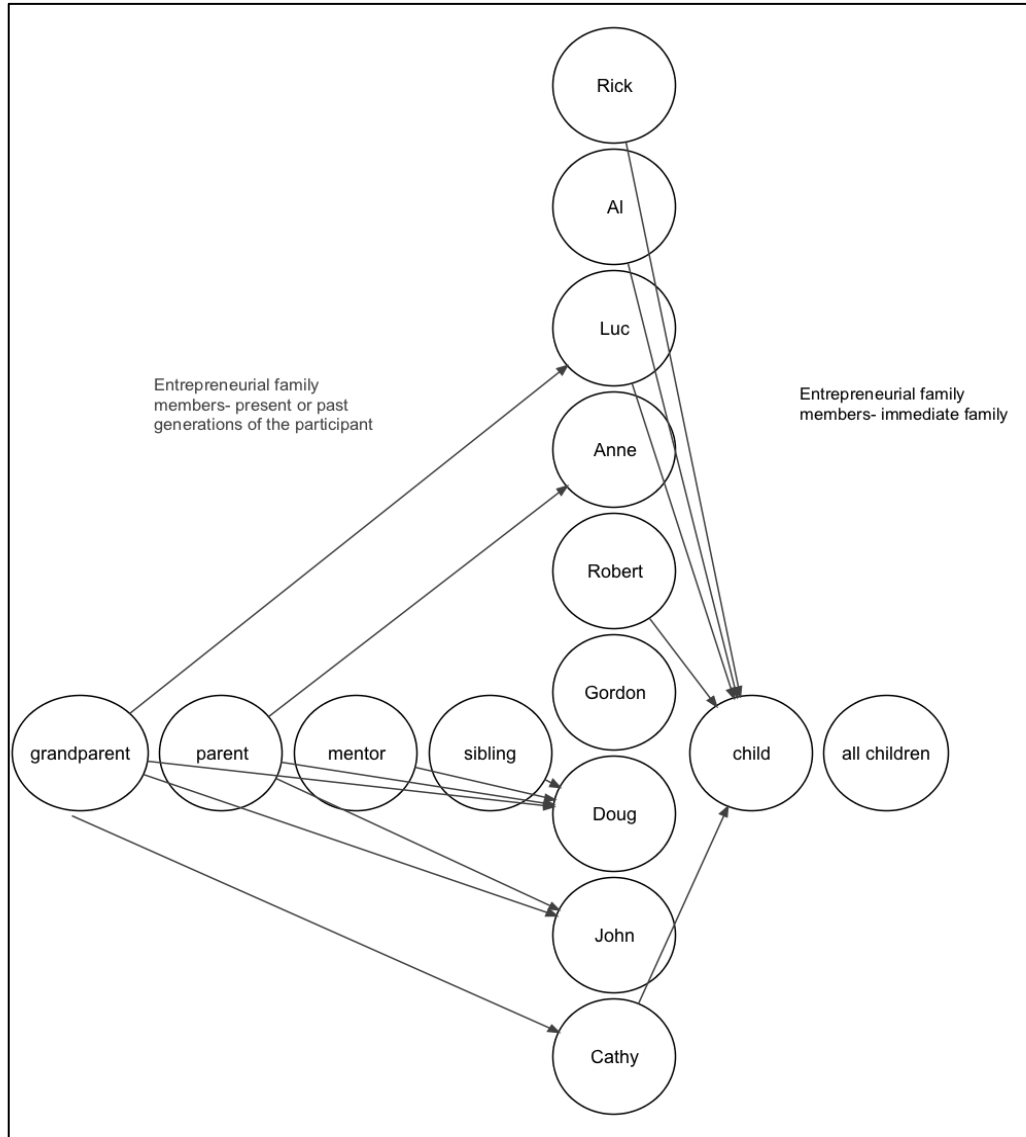 Rick
Al
Luc
Entrepreneurial family
members- present or past
generations of the participant
Entrepreneurial family
members- immediate family
Anne
Robert
Gordon
grandparent
parent
mentor
sibling
child
all children
Doug
John
Cathy